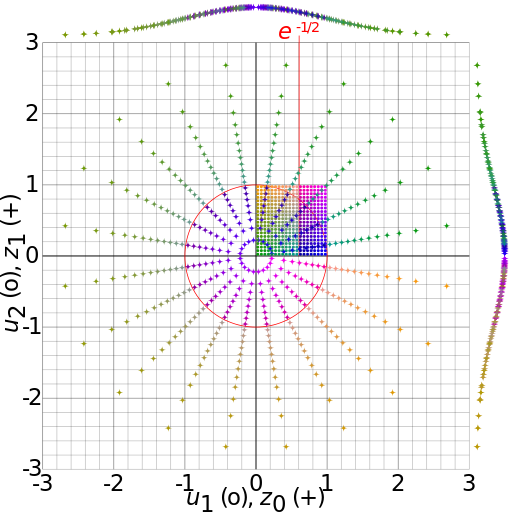 e^-1/2
3
2
1
0
-1
-2
-3
u2 (o), z1 (+)
-3 -2 -1 0 1 2 3
u1 (o), z0 (+)